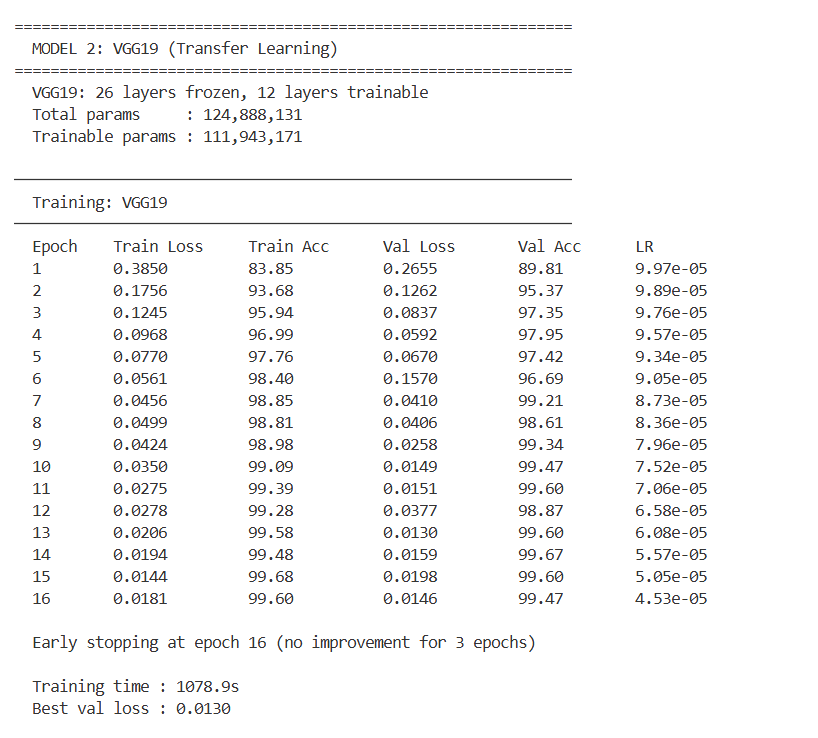 ==============================================================
MODEL 2: VGG19 (Transfer Learning)
==============================================================
VGG19: 26 layers frozen, 12 layers trainable
Total params     : 124,888,131
Trainable params : 111,943,171
──────────────────────────────────────────────────────────────
Training: VGG19
──────────────────────────────────────────────────────────────
Epoch    Train Loss     Train Acc      Val Loss       Val Acc      LR
1        0.3850         83.85          0.2655         89.81        9.97e-05
2        0.1756         93.68          0.1262         95.37        9.89e-05
3        0.1245         95.94          0.0837         97.35        9.76e-05
4        0.0968         96.99          0.0592         97.95        9.57e-05
5        0.0770         97.76          0.0670         97.42        9.34e-05
6        0.0561         98.40          0.1570         96.69        9.05e-05
7        0.0456         98.85          0.0410         99.21        8.73e-05
8        0.0499         98.81          0.0406         98.61        8.36e-05
9        0.0424         98.98          0.0258         99.34        7.96e-05
10       0.0350         99.09          0.0149         99.47        7.52e-05
11       0.0275         99.39          0.0151         99.60        7.06e-05
12       0.0278         99.28          0.0377         98.87        6.58e-05
13       0.0206         99.58          0.0130         99.60        6.08e-05
14       0.0194         99.48          0.0159         99.67        5.57e-05
15       0.0144         99.68          0.0198         99.60        5.05e-05
16       0.0181         99.60          0.0146         99.47        4.53e-05
Early stopping at epoch 16 (no improvement for 3 epochs)
Training time : 1078.9s
Best val loss : 0.0130